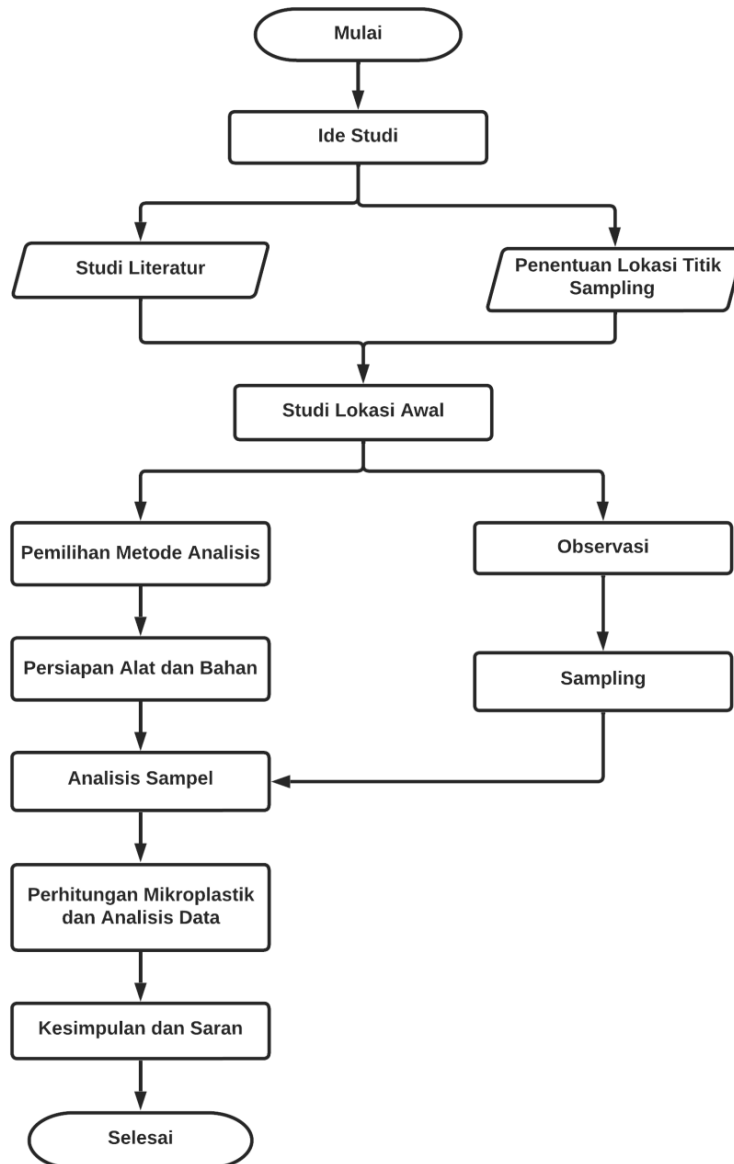 Mulai
Ide Studi
Studi Literatur
Penentuan Lokasi Titik
Sampling
Studi Lokasi Awal
Pemilihan Metode Analisis
Observasi
Persiapan Alat dan Bahan
Sampling
Analisis Sampel
Perhitungan Mikroplastik
dan Analisis Data
Kesimpulan dan Saran
Selesai